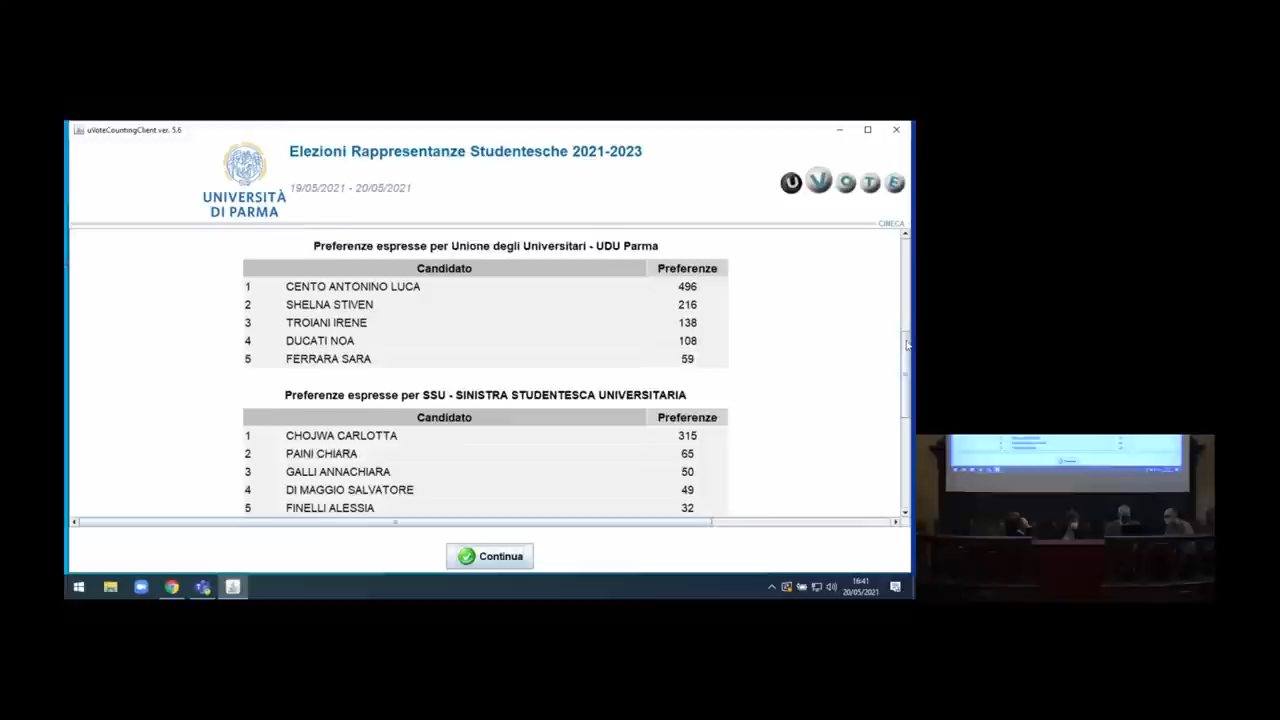 uVoteCountingClient ver. 5.6
Elezioni Rappresentanze Studentesche 2021-2023
19/05/2021 - 20/05/2021
UNIVERSITÀ
DI PARMA
U V O T E
CINECA
Preferenze espresse per Unione degli Universitari - UDU Parma
Candidato Preferenze
1 CENTO ANTONINO LUCA 496
2 SHELNA STIVEN 216
3 TROIANI IRENE 138
4 DUCATI NOA 108
5 FERRARA SARA 59
Preferenze espresse per SSU - SINISTRA STUDENTESCA UNIVERSITARIA
Candidato Preferenze
1 CHOJWA CARLOTTA 315
2 PAINI CHIARA 65
3 GALLI ANNACHIARA 50
4 DI MAGGIO SALVATORE 49
5 FINELLI ALESSIA 32
Continua
16:41
20/05/2021